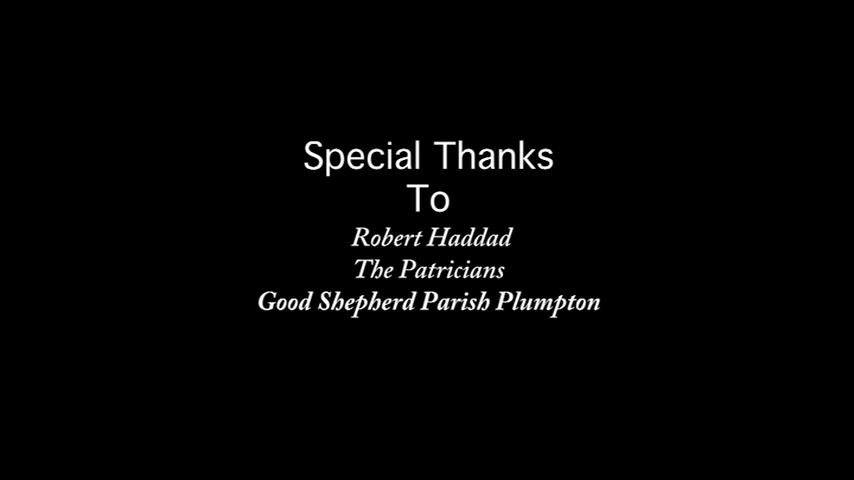 Special Thanks
To
Robert Haddad
The Patricians
Good Shepherd Parish Plumpton